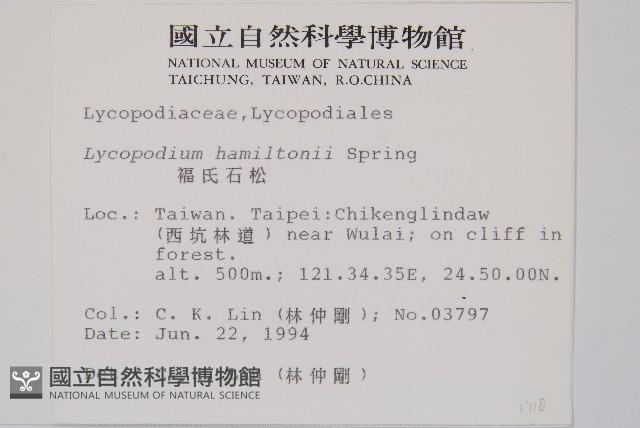 國立自然科學博物館
NATIONAL MUSEUM OF NATURAL SCIENCE
TAICHUNG, TAIWAN, R.O.CHINA
Lycopodiaceae,Lycopodiales
Lycopodium hamiltonii Spring
福氏石松
Loc.: Taiwan. Taipei:Chikenglindaw
(西坑林道) near Wulai; on cliff in
forest.
alt. 500m.; 121.34.35E, 24.50.00N.
Col.: C. K. Lin (林仲剛); No.03797
Date: Jun. 22, 1994
(林仲剛)
國立自然科學博物館
NATIONAL MUSEUM OF NATURAL SCIENCE
1718